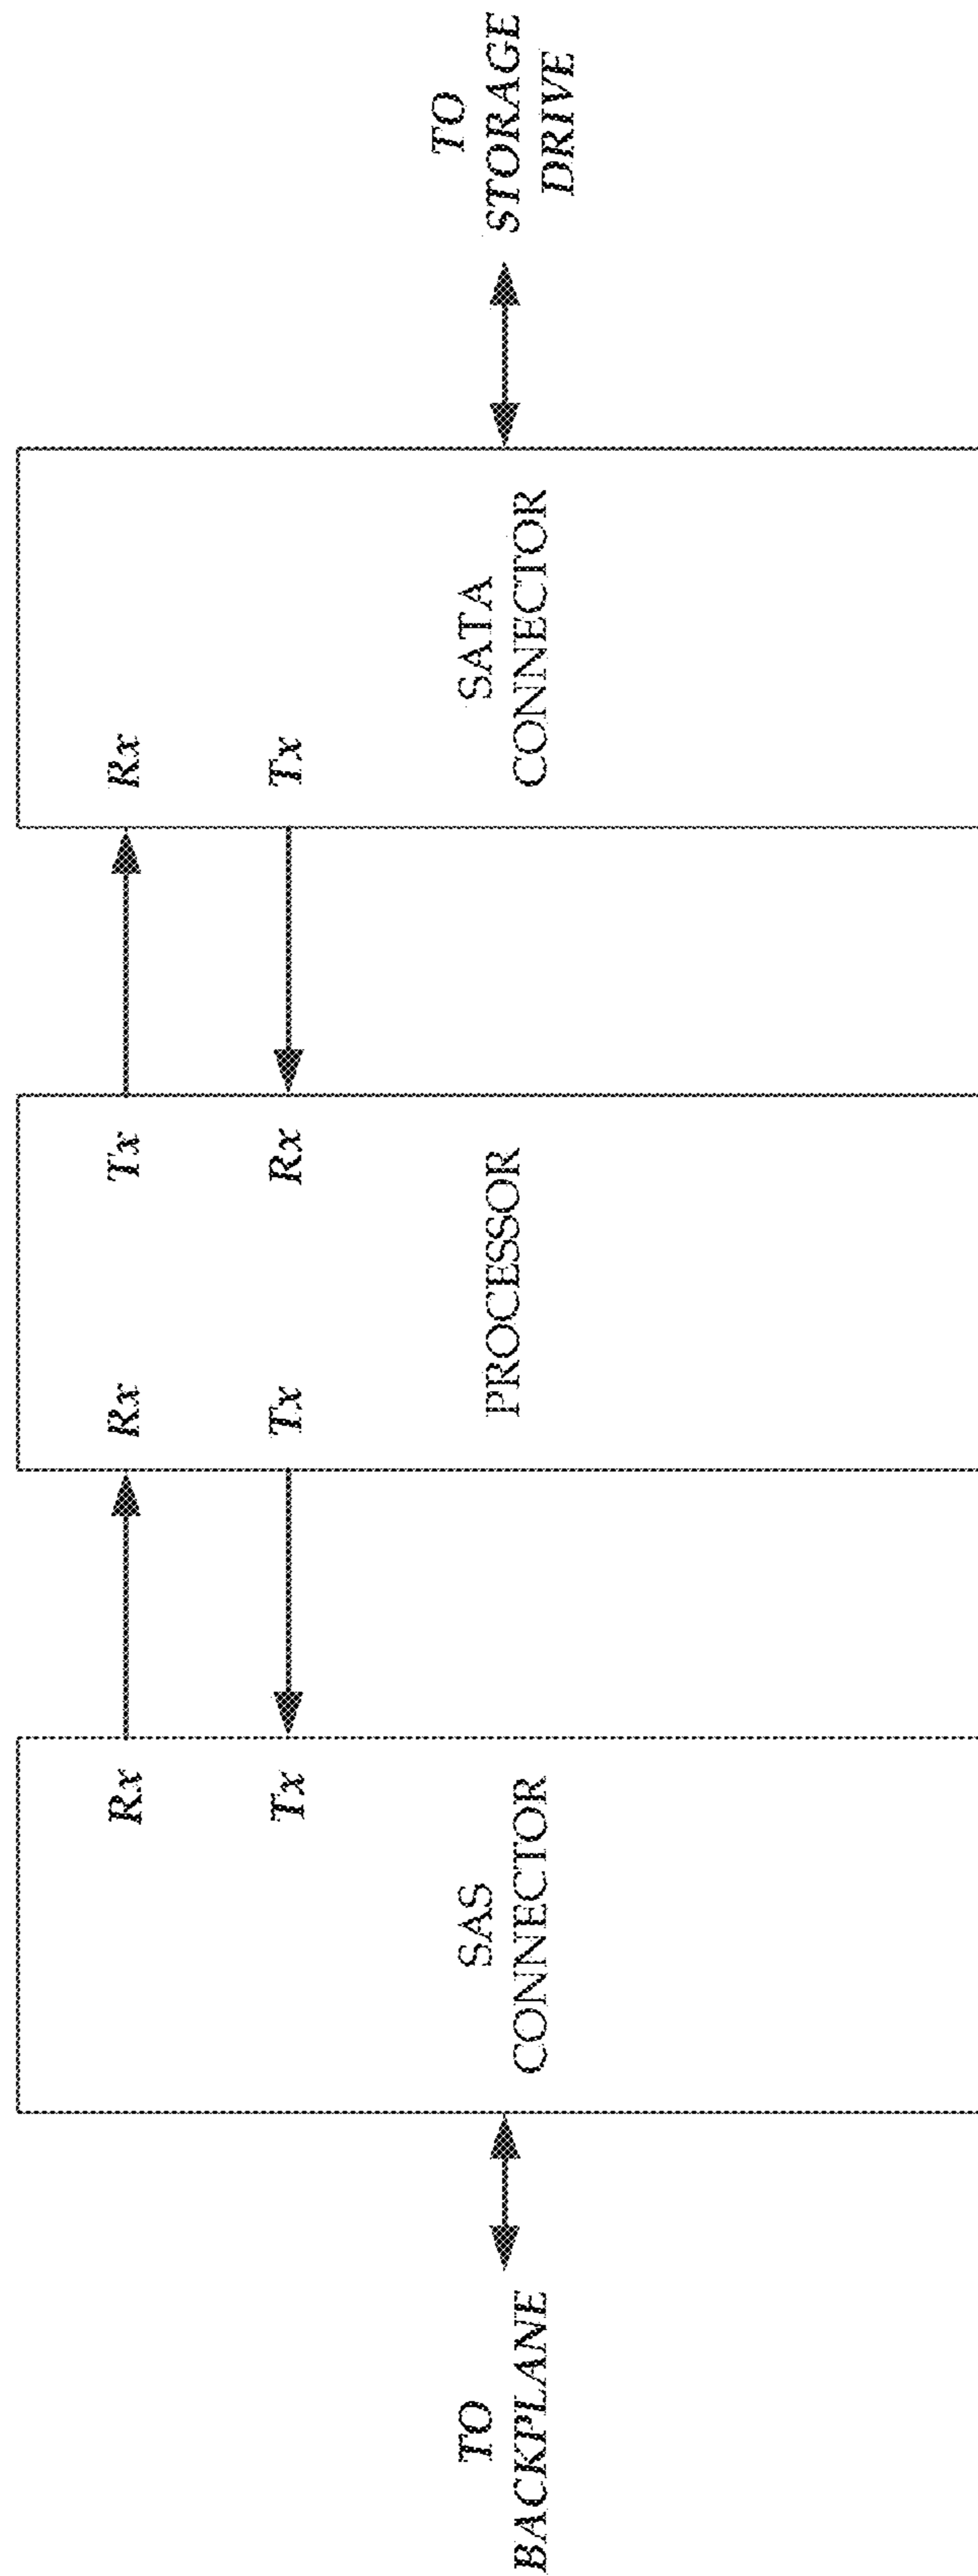 TO
BACKPLANE
SAS
CONNECTOR
Rx
Tx
PROCESSOR
Rx
Tx
Tx
Rx
SATA
CONNECTOR
Rx
Tx
TO
STORAGE
DRIVE